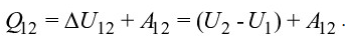 Q₁₂ = ΔU₁₂ + A₁₂ = (U₂ - U₁) + A₁₂ .